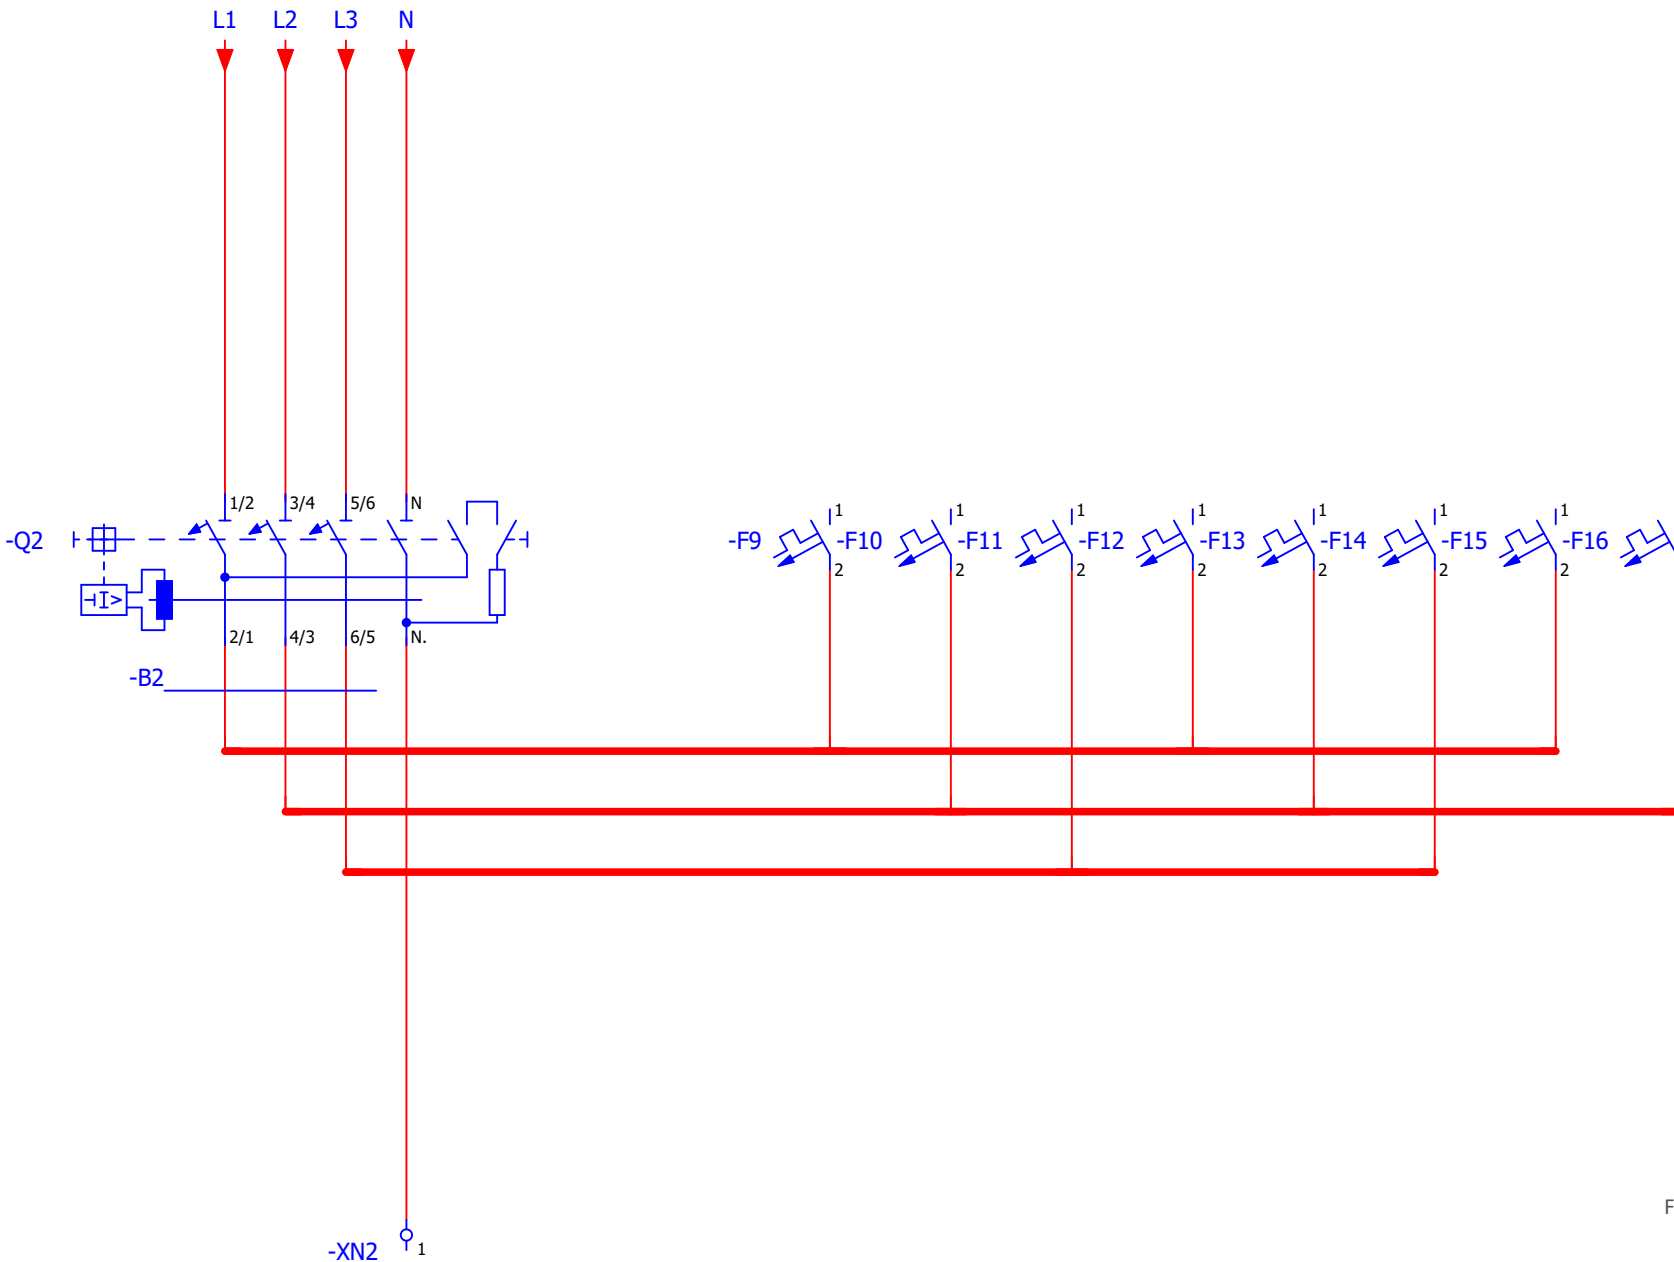 L1 L2 L3 N
1/2 3/4 5/6 N
1 1 1 1 1 1 1
-Q2 -F9 -F10 -F11 -F12 -F13 -F14 -F15 -F16
2 2 2 2 2 2 2
I>
2/1 4/3 6/5 N.
-B2
F
-XN2 1